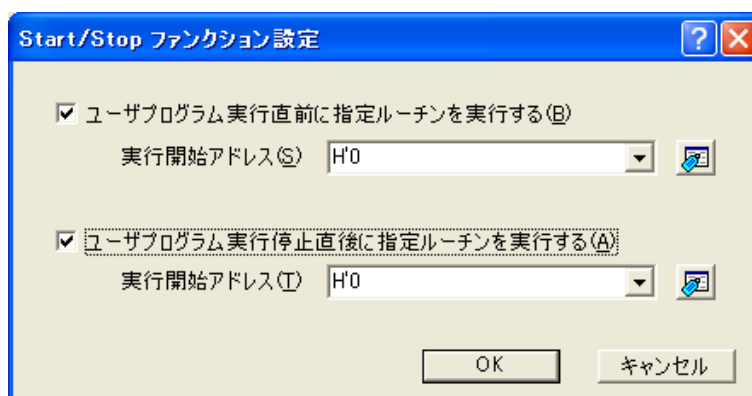 Start/Stop ファンクション設定
ユーザプログラム実行直前に指定ルーチンを実行する(B)
実行開始アドレス(S) H'0
ユーザプログラム実行停止直後に指定ルーチンを実行する(A)
実行開始アドレス(T) H'0
OK キャンセル